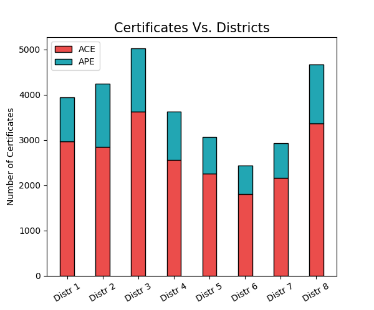 Certificates Vs. Districts
ACE
APE
Number of Certificates
5000
4000
3000
2000
1000
0
Distr 1
Distr 2
Distr 3
Distr 4
Distr 5
Distr 6
Distr 7
Distr 8